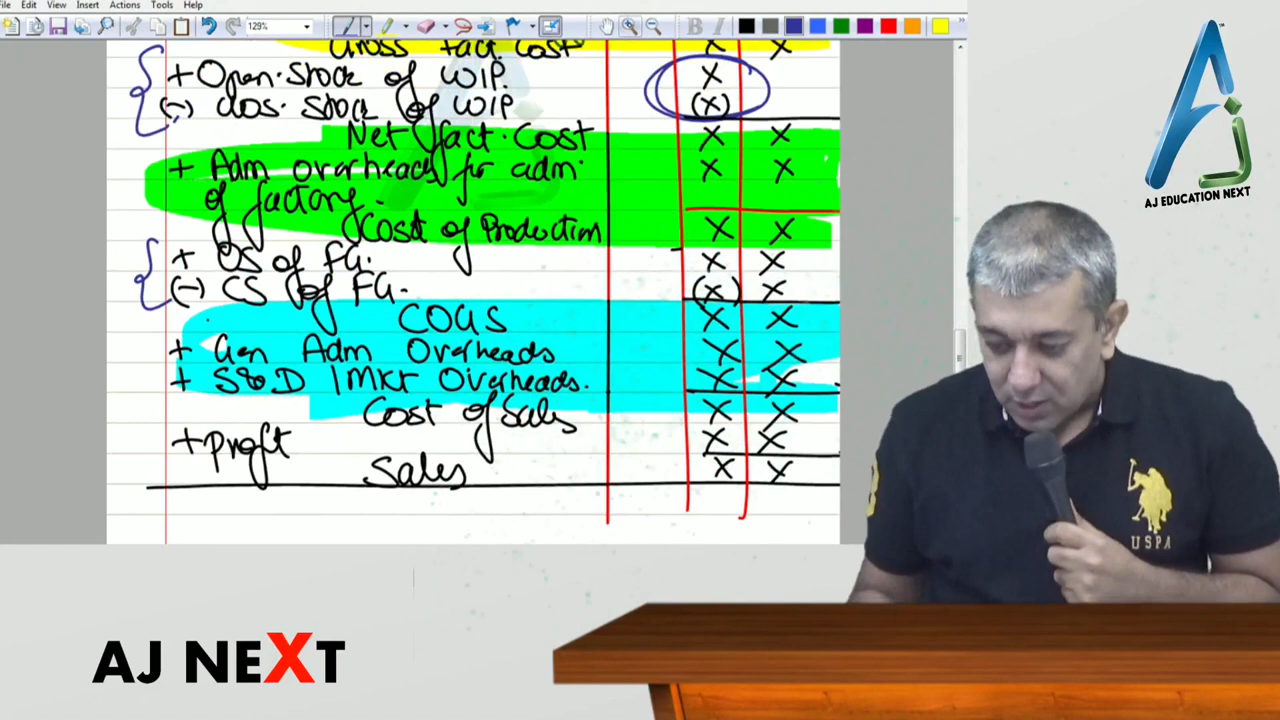 File Edit View Insert Actions Tools Help
129%
B I U
Gross fact. Cost X X
+ Open. stock of WIP. X
(-) clos. stock of WIP (X)
Net fact. Cost X X
+ Adm overheads for adm. X X
of factory.
Cost of Production X X
+ OS of FG. X X
(-) CS of FG. (X) X
COGS X X
+ Gen Adm Overheads X X
+ S&D / Mkt Overheads. X X
Cost of Sales X X
+ Profit X X
Sales X X
AJ EDUCATION NEXT
USPA
3
AJ NEXT